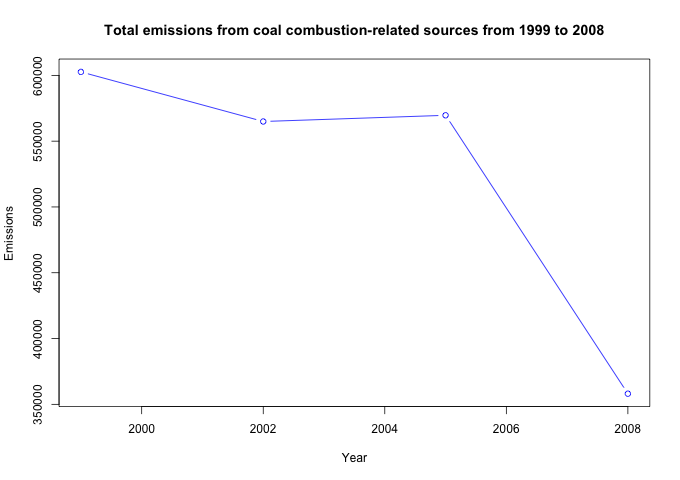 Total emissions from coal combustion-related sources from 1999 to 2008
600000
550000
500000
450000
400000
350000
Emissions
2000 2002 2004 2006 2008
Year